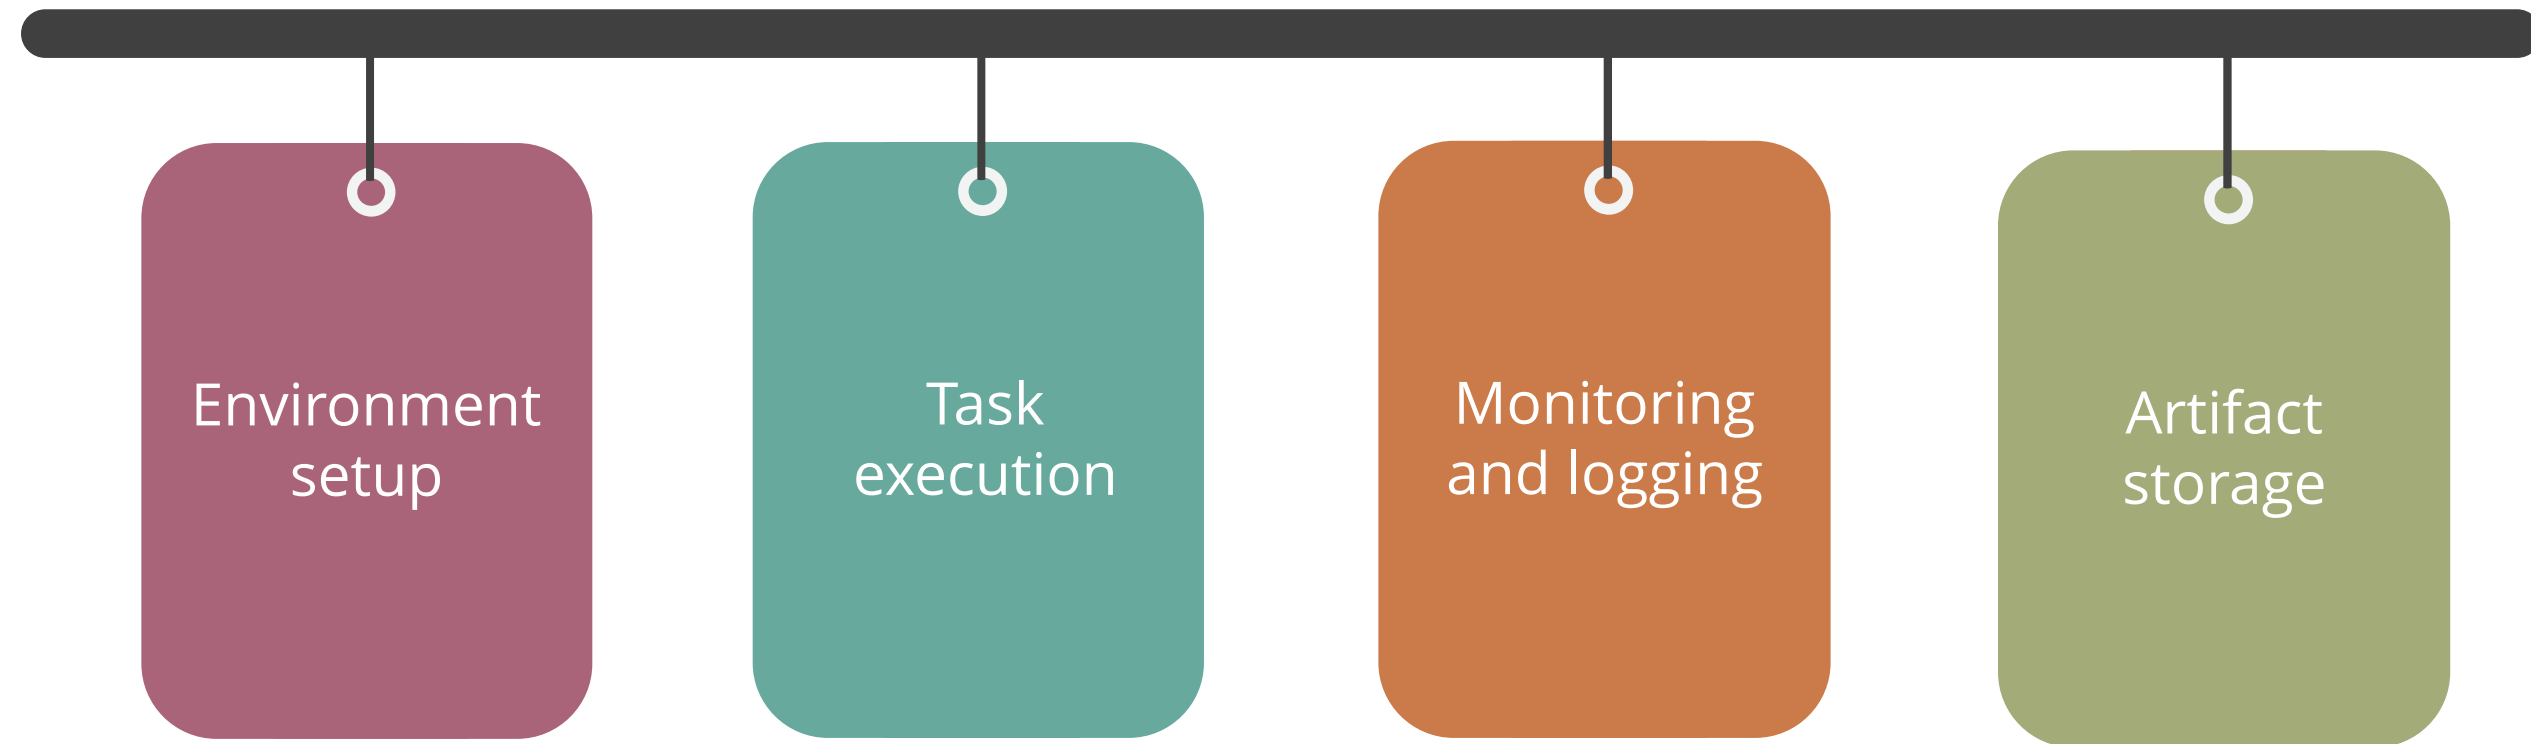 Environment
setup
Task
execution
Monitoring
and logging
Artifact
storage